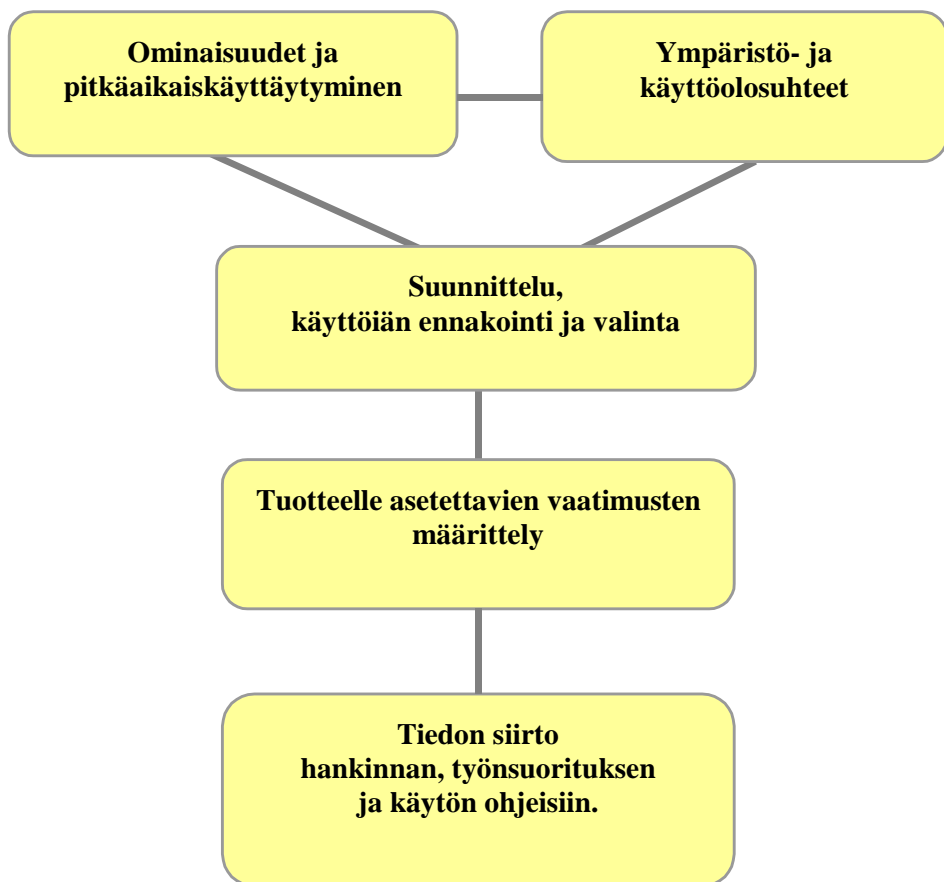 Ominaisuudet ja
pitkäaikaiskäyttäytyminen
Ympäristö- ja
käyttöolosuhteet
Suunnittelu,
käyttöiän ennakointi ja valinta
Tuotteelle asetettavien vaatimusten
määrittely
Tiedon siirto
hankinnan, työnsuorituksen
ja käytön ohjeisiin.